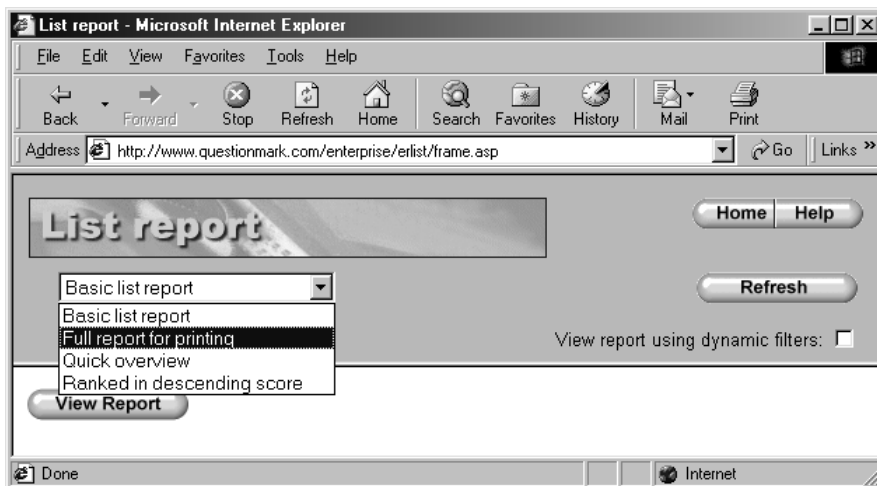 List report - Microsoft Internet Explorer
File Edit View Favorites Tools Help
Back Forward Stop Refresh Home Search Favorites History Mail Print
Address http://www.questionmark.com/enterprise/erlist/frame.asp Go Links »
List report
Home Help
Basic list report
Refresh
Basic list report
Full report for printing
View report using dynamic filters:
Quick overview
Ranked in descending score
View Report
Done Internet